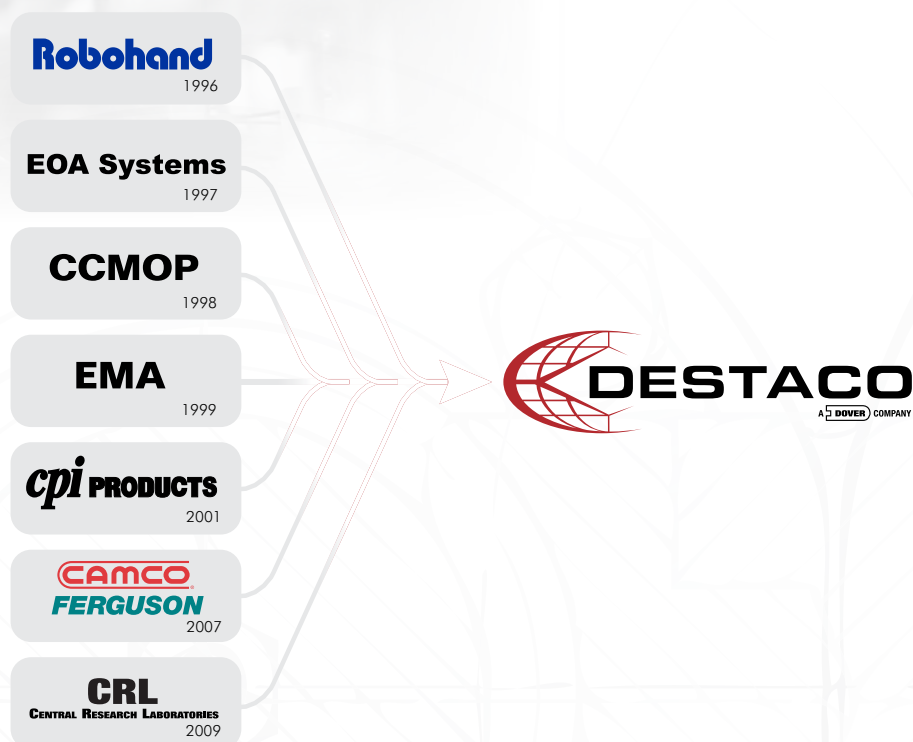 Robohand
1996
EOA Systems
1997
CCMOP
1998
EMA
1999
cpi PRODUCTS
2001
CAMCO
FERGUSON
2007
CRL
CENTRAL RESEARCH LABORATORIES
2009
DESTACO
A DOVER COMPANY